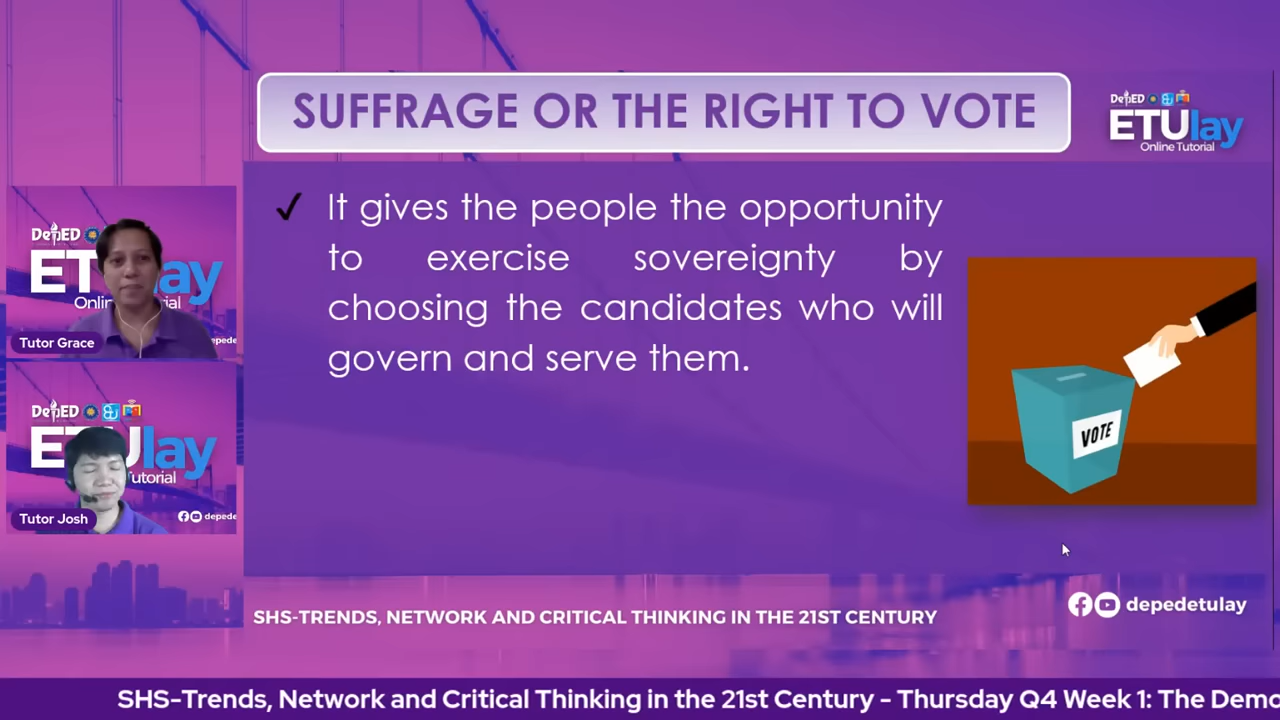 SUFFRAGE OR THE RIGHT TO VOTE
DepED
ETUlay
Online Tutorial
✓ It gives the people the opportunity
to exercise sovereignty by
choosing the candidates who will
govern and serve them.
VOTE
DepED
Tutor Grace
DepED
Tutor Josh
depede
SHS-TRENDS, NETWORK AND CRITICAL THINKING IN THE 21ST CENTURY
depedetulay
SHS-Trends, Network and Critical Thinking in the 21st Century - Thursday Q4 Week 1: The Demo